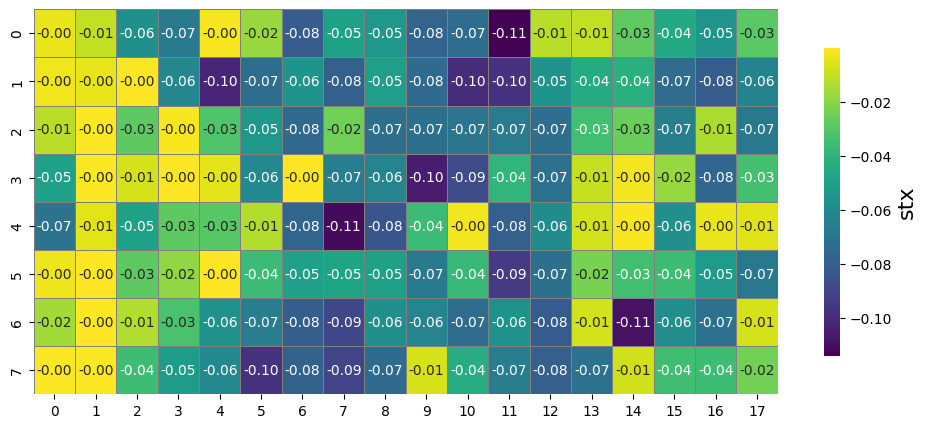 0 -0.00 -0.01 -0.06 -0.07 -0.00 -0.02 -0.08 -0.05 -0.05 -0.08 -0.07 -0.11 -0.01 -0.01 -0.03 -0.04 -0.05 -0.03
1 -0.00 -0.00 -0.00 -0.06 -0.10 -0.07 -0.06 -0.08 -0.05 -0.08 -0.10 -0.10 -0.05 -0.04 -0.04 -0.07 -0.08 -0.06
2 -0.01 -0.00 -0.03 -0.00 -0.03 -0.05 -0.08 -0.02 -0.07 -0.07 -0.07 -0.07 -0.07 -0.03 -0.03 -0.07 -0.01 -0.07
3 -0.05 -0.00 -0.01 -0.00 -0.00 -0.06 -0.00 -0.07 -0.06 -0.10 -0.09 -0.04 -0.07 -0.01 -0.00 -0.02 -0.08 -0.03
4 -0.07 -0.01 -0.05 -0.03 -0.03 -0.01 -0.08 -0.11 -0.08 -0.04 -0.00 -0.08 -0.06 -0.01 -0.00 -0.06 -0.00 -0.01
5 -0.00 -0.00 -0.03 -0.02 -0.00 -0.04 -0.05 -0.05 -0.05 -0.07 -0.04 -0.09 -0.07 -0.02 -0.03 -0.04 -0.05 -0.07
6 -0.02 -0.00 -0.01 -0.03 -0.06 -0.07 -0.08 -0.09 -0.06 -0.06 -0.07 -0.06 -0.08 -0.01 -0.11 -0.06 -0.07 -0.01
7 -0.00 -0.00 -0.04 -0.05 -0.06 -0.10 -0.08 -0.09 -0.07 -0.01 -0.04 -0.07 -0.08 -0.07 -0.01 -0.04 -0.04 -0.02
0 1 2 3 4 5 6 7 8 9 10 11 12 13 14 15 16 17
−0.02
−0.04
−0.06
−0.08
−0.10
stx